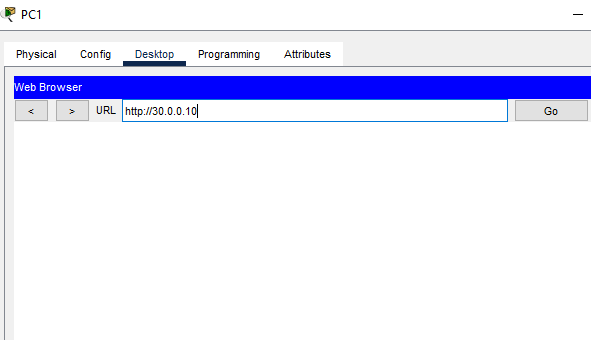 PC1
Physical Config Desktop Programming Attributes
Web Browser
< > URL http://30.0.0.10 Go